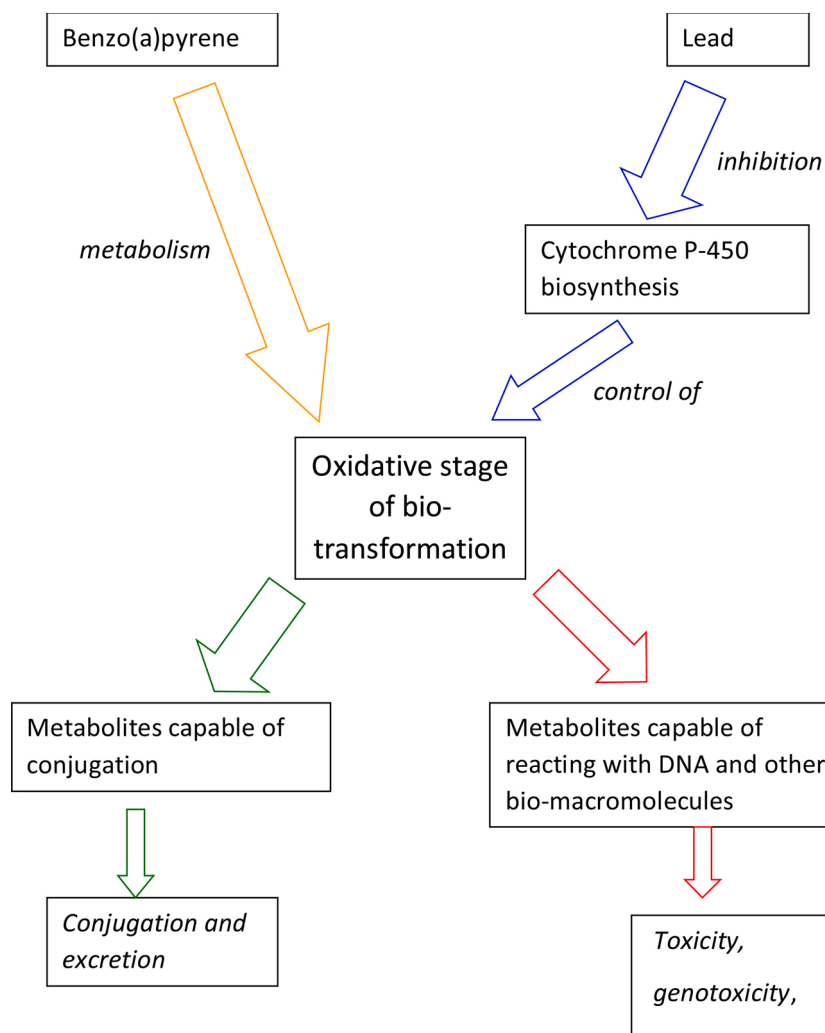 Benzo(a)pyrene
Lead
inhibition
metabolism
Cytochrome P-450
biosynthesis
control of
Oxidative stage
of bio-
transformation
Metabolites capable of
conjugation
Metabolites capable of
reacting with DNA and other
bio-macromolecules
Conjugation and
excretion
Toxicity,
genotoxicity,